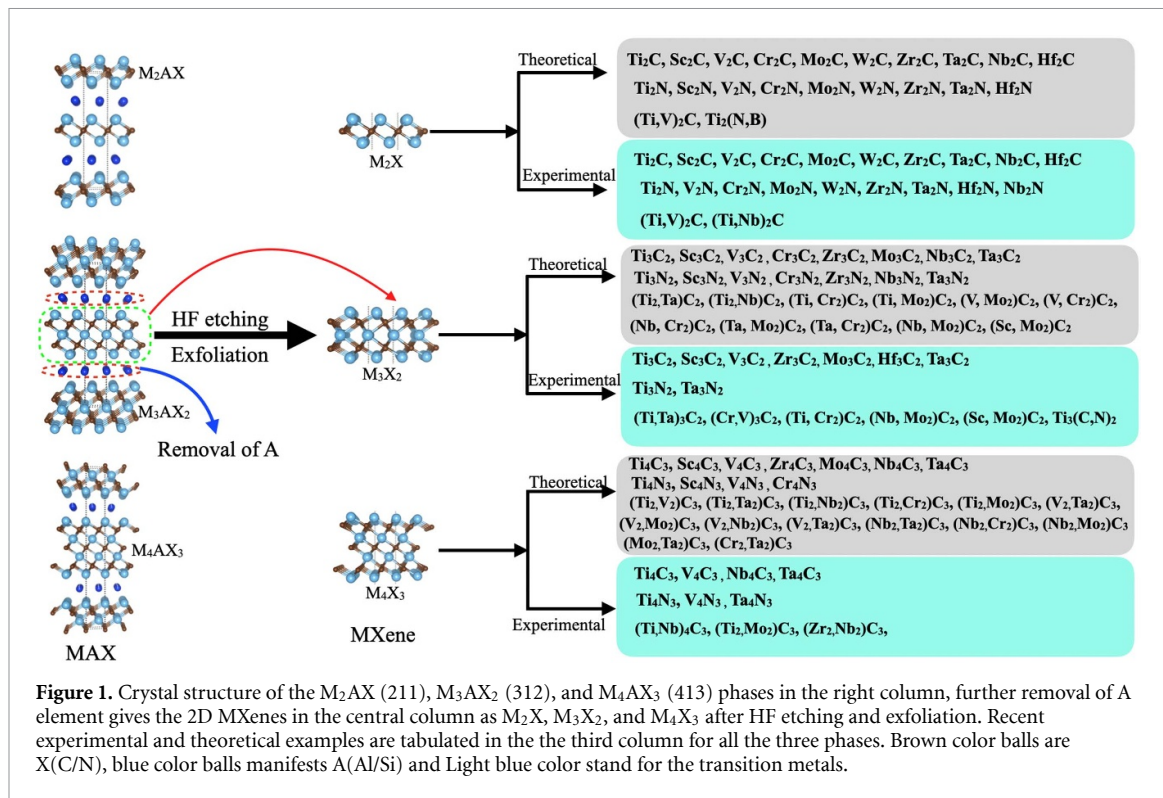 M₂AX
M₂X
Theoretical
Ti₂C, Sc₂C, V₂C, Cr₂C, Mo₂C, W₂C, Zr₂C, Ta₂C, Nb₂C, Hf₂C
Ti₂N, Sc₂N, V₂N, Cr₂N, Mo₂N, W₂N, Zr₂N, Ta₂N, Hf₂N
(Ti,V)₂C, Ti₂(N,B)
Experimental
Ti₂C, Sc₂C, V₂C, Cr₂C, Mo₂C, W₂C, Zr₂C, Ta₂C, Nb₂C, Hf₂C
Ti₂N, V₂N, Cr₂N, Mo₂N, W₂N, Zr₂N, Ta₂N, Hf₂N, Nb₂N
(Ti,V)₂C, (Ti,Nb)₂C
HF etching
Exfoliation
M₃AX₂
Removal of A
M₃X₂
Theoretical
Ti₃C₂, Sc₃C₂, V₃C₂ , Cr₃C₂, Zr₃C₂, Mo₃C₂, Nb₃C₂, Ta₃C₂
Ti₃N₂, Sc₃N₂, V₃N₂, Cr₃N₂, Zr₃N₂, Nb₃N₂, Ta₃N₂
(Ti₂,Ta)C₂, (Ti₂,Nb)C₂, (Ti, Cr₂)C₂, (Ti, Mo₂)C₂, (V, Mo₂)C₂, (V, Cr₂)C₂,
(Nb, Cr₂)C₂, (Ta, Mo₂)C₂, (Ta, Cr₂)C₂, (Nb, Mo₂)C₂, (Sc, Mo₂)C₂
Experimental
Ti₃C₂, Sc₃C₂, V₃C₂ , Zr₃C₂, Mo₃C₂, Hf₃C₂, Ta₃C₂
Ti₃N₂, Ta₃N₂
(Ti,Ta)₃C₂, (Cr,V)₃C₂, (Ti, Cr₂)C₂, (Nb, Mo₂)C₂, (Sc, Mo₂)C₂, Ti₃(C,N)₂
M₄AX₃
MAX
M₄X₃
MXene
Theoretical
Ti₄C₃, Sc₄C₃, V₄C₃ , Zr₄C₃, Mo₄C₃, Nb₄C₃, Ta₄C₃
Ti₄N₃, Sc₄N₃, V₄N₃ , Cr₄N₃
(Ti₂,V₂)C₃, (Ti₂,Ta₂)C₃, (Ti₂,Nb₂)C₃, (Ti₂,Cr₂)C₃, (Ti₂,Mo₂)C₃, (V₂,Ta₂)C₃,
(V₂,Mo₂)C₃, (V₂,Nb₂)C₃, (V₂,Ta₂)C₃, (Nb₂,Ta₂)C₃, (Nb₂,Cr₂)C₃, (Nb₂,Mo₂)C₃
(Mo₂,Ta₂)C₃, (Cr₂,Ta₂)C₃
Experimental
Ti₄C₃, V₄C₃ , Nb₄C₃, Ta₄C₃
Ti₄N₃, V₄N₃ , Ta₄N₃
(Ti,Nb)₄C₃, (Ti₂,Mo₂)C₃, (Zr₂,Nb₂)C₃,
Figure 1. Crystal structure of the M₂AX (211), M₃AX₂ (312), and M₄AX₃ (413) phases in the right column, further removal of A
element gives the 2D MXenes in the central column as M₂X, M₃X₂, and M₄X₃ after HF etching and exfoliation. Recent
experimental and theoretical examples are tabulated in the the third column for all the three phases. Brown color balls are
X(C/N), blue color balls manifests A(Al/Si) and Light blue color stand for the transition metals.